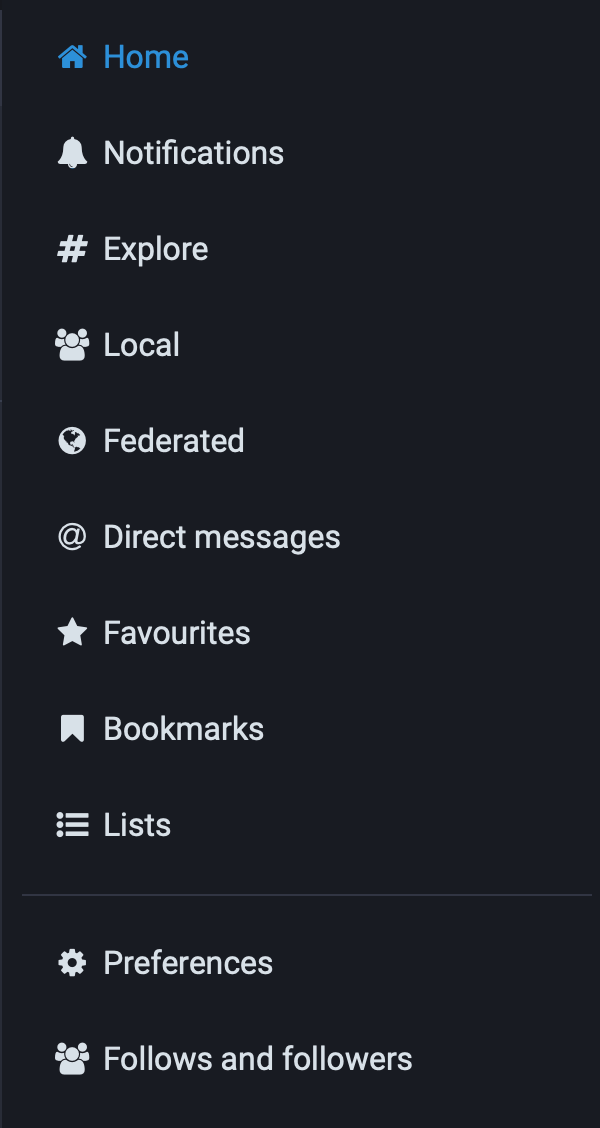 Home
Notifications
Explore
Local
Federated
Direct messages
Favourites
Bookmarks
Lists
Preferences
Follows and followers